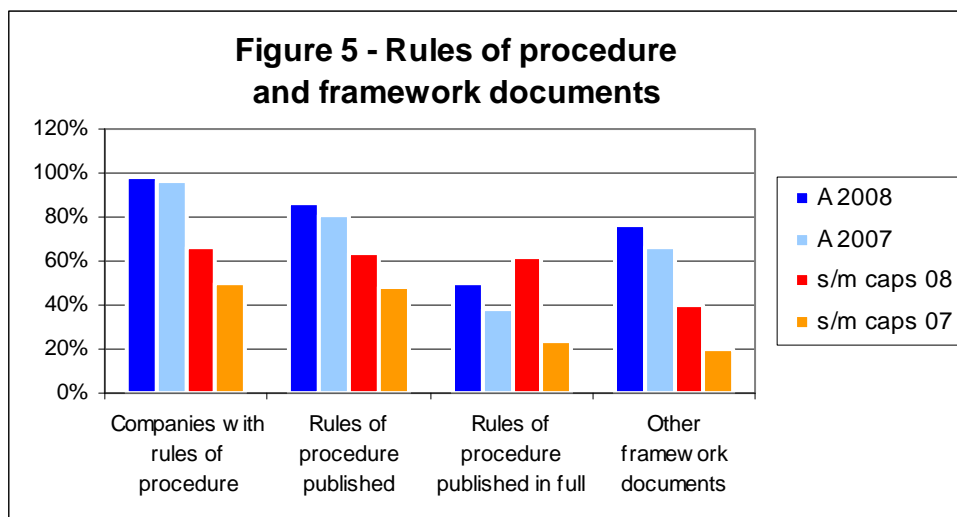 Figure 5 - Rules of procedure
and framework documents
120%
100%
80%
60%
40%
20%
0%
Companies with
rules of
procedure
Rules of
procedure
published
Rules of
procedure
published in full
Other
framework
documents
A 2008
A 2007
s/m caps 08
s/m caps 07